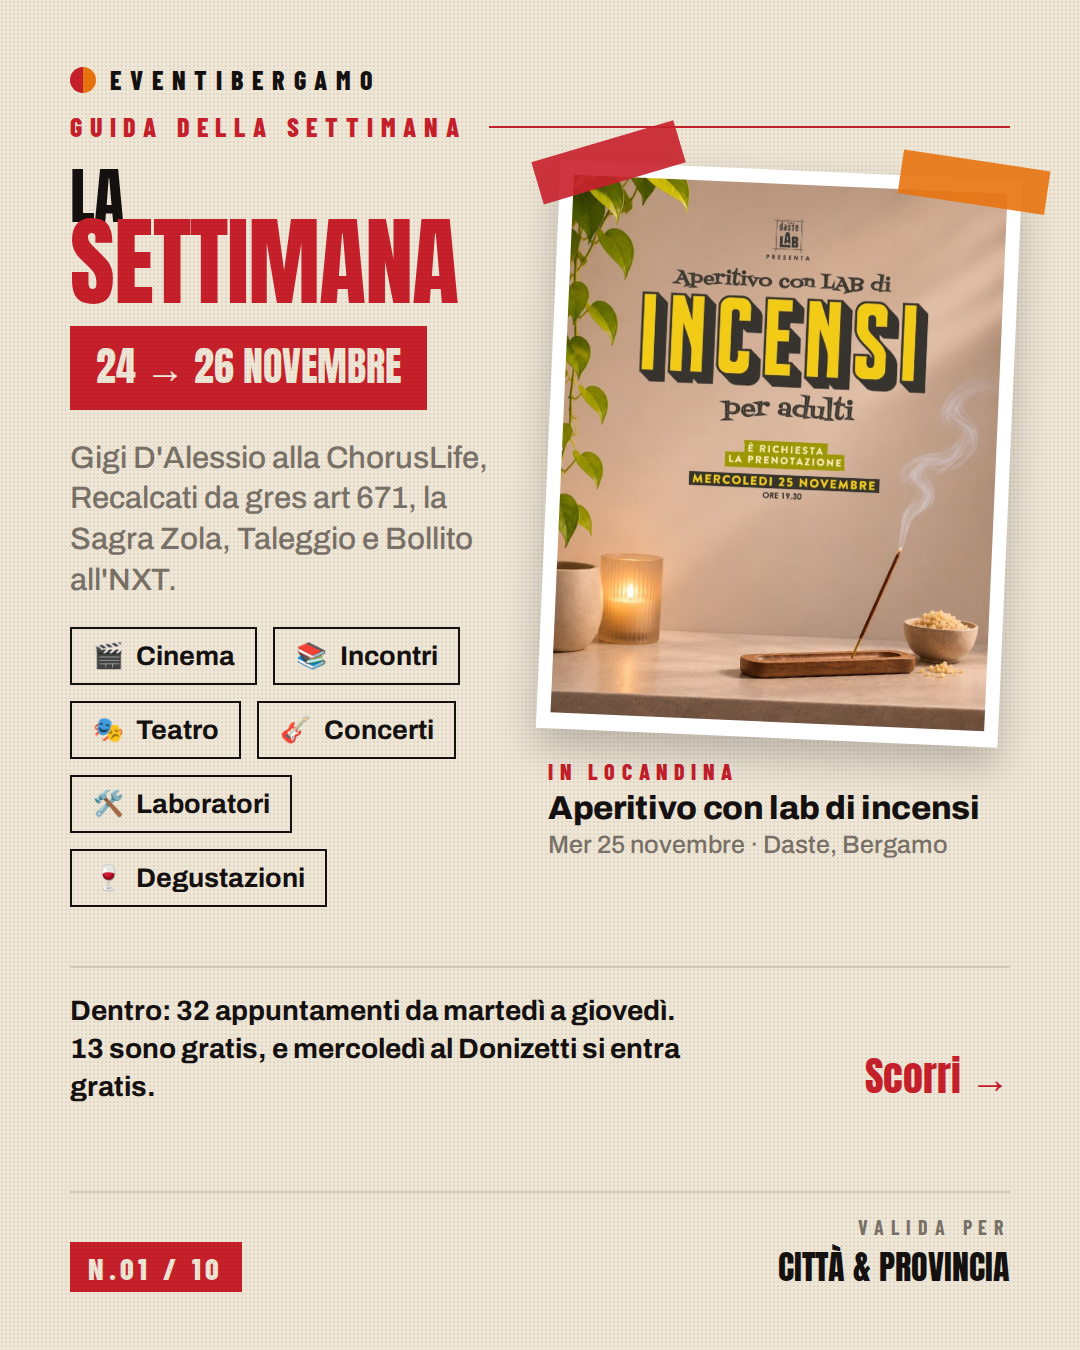 EVENTIBERGAMO
GUIDA DELLA SETTIMANA
LA
SETTIMANA
24 → 26 NOVEMBRE
Gigi D'Alessio alla ChorusLife,
Recalcati da gres art 671, la
Sagra Zola, Taleggio e Bollito
all'NXT.
🎬 Cinema
📚 Incontri
🎭 Teatro
🎸 Concerti
🛠️ Laboratori
🍷 Degustazioni
daste
LAB
PRESENTA
Aperitivo con LAB di
INCENSI
per adulti
È RICHIESTA
LA PRENOTAZIONE
MERCOLEDI 25 NOVEMBRE
ORE 19.30
IN LOCANDINA
Aperitivo con lab di incensi
Mer 25 novembre · Daste, Bergamo
Dentro: 32 appuntamenti da martedì a giovedì.
13 sono gratis, e mercoledì al Donizetti si entra
gratis.
Scorri →
N.01 / 10
VALIDA PER
CITTÀ & PROVINCIA